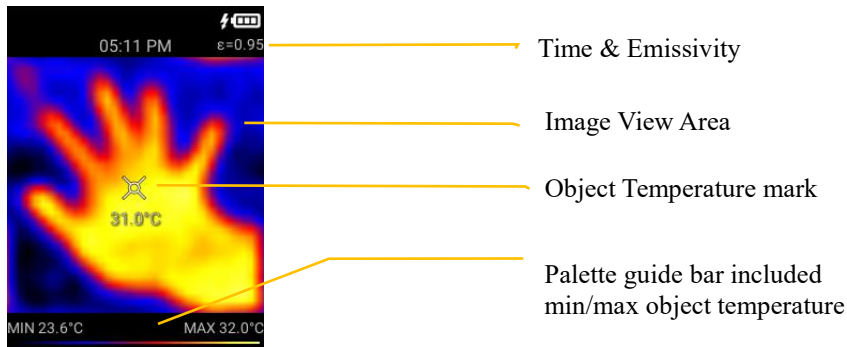 05:11 PM ε=0.95
Time & Emissivity
Image View Area
Object Temperature mark
31.0°C
Palette guide bar included
min/max object temperature
MIN 23.6°C MAX 32.0°C